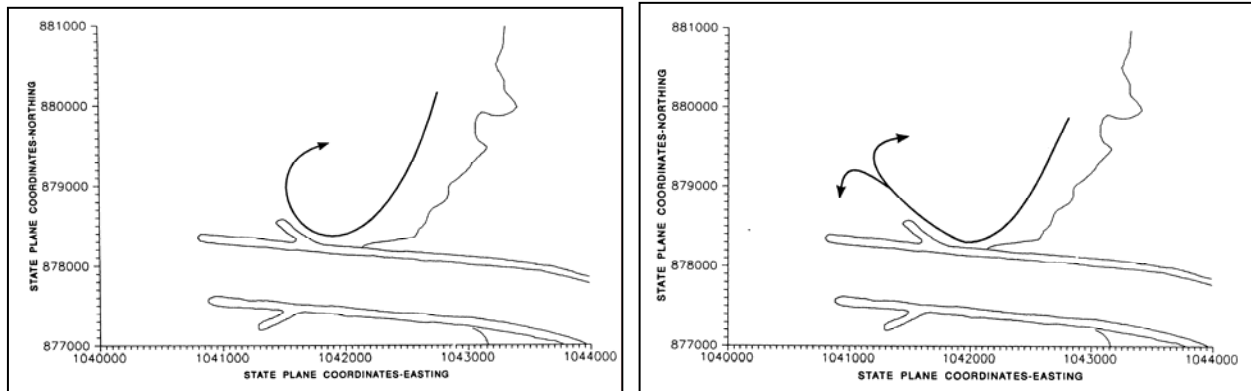 881000
880000
879000
878000
877000
STATE PLANE COORDINATES-NORTHING
1040000 1041000 1042000 1043000 1044000
STATE PLANE COORDINATES-EASTING
881000
880000
879000
878000
877000
STATE PLANE COORDINATES-NORTHING
1040000 1041000 1042000 1043000 1044000
STATE PLANE COORDINATES-EASTING